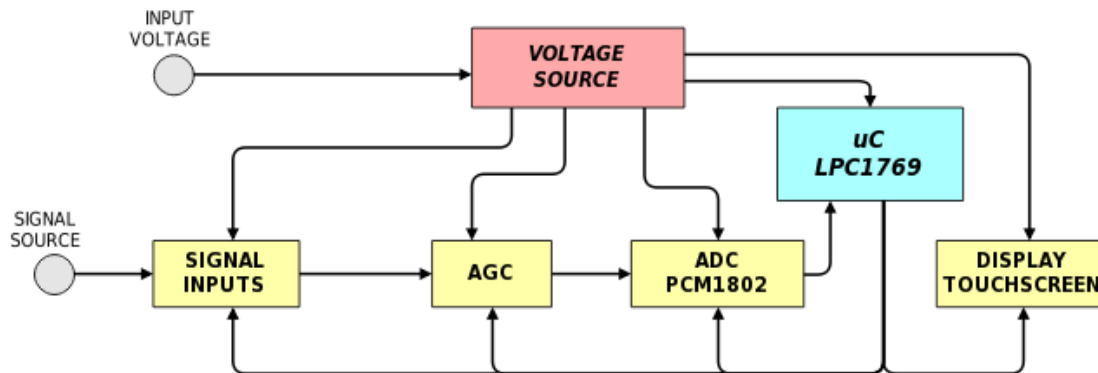 INPUT
VOLTAGE
VOLTAGE
SOURCE
uC
LPC1769
SIGNAL
SOURCE
SIGNAL
INPUTS
AGC
ADC
PCM1802
DISPLAY
TOUCHSCREEN